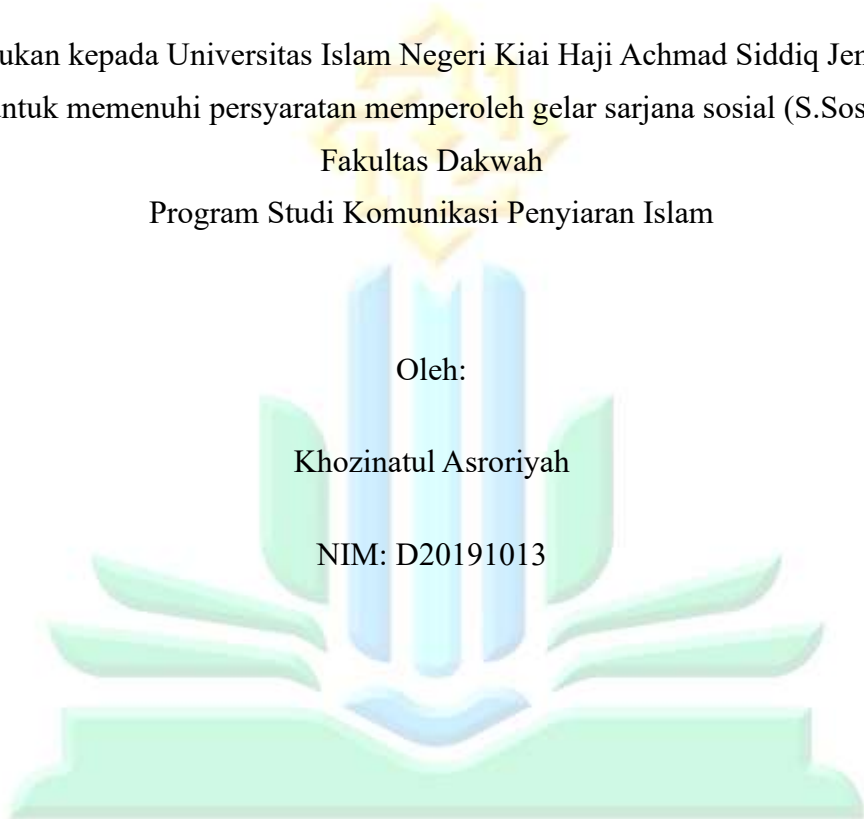 ukan kepada Universitas Islam Negeri Kiai Haji Achmad Siddiq Jem
ntuk memenuhi persyaratan memperoleh gelar sarjana sosial (S.Sos
Fakultas Dakwah
Program Studi Komunikasi Penyiaran Islam
Oleh:
Khozinatul Asroriyah
NIM: D20191013